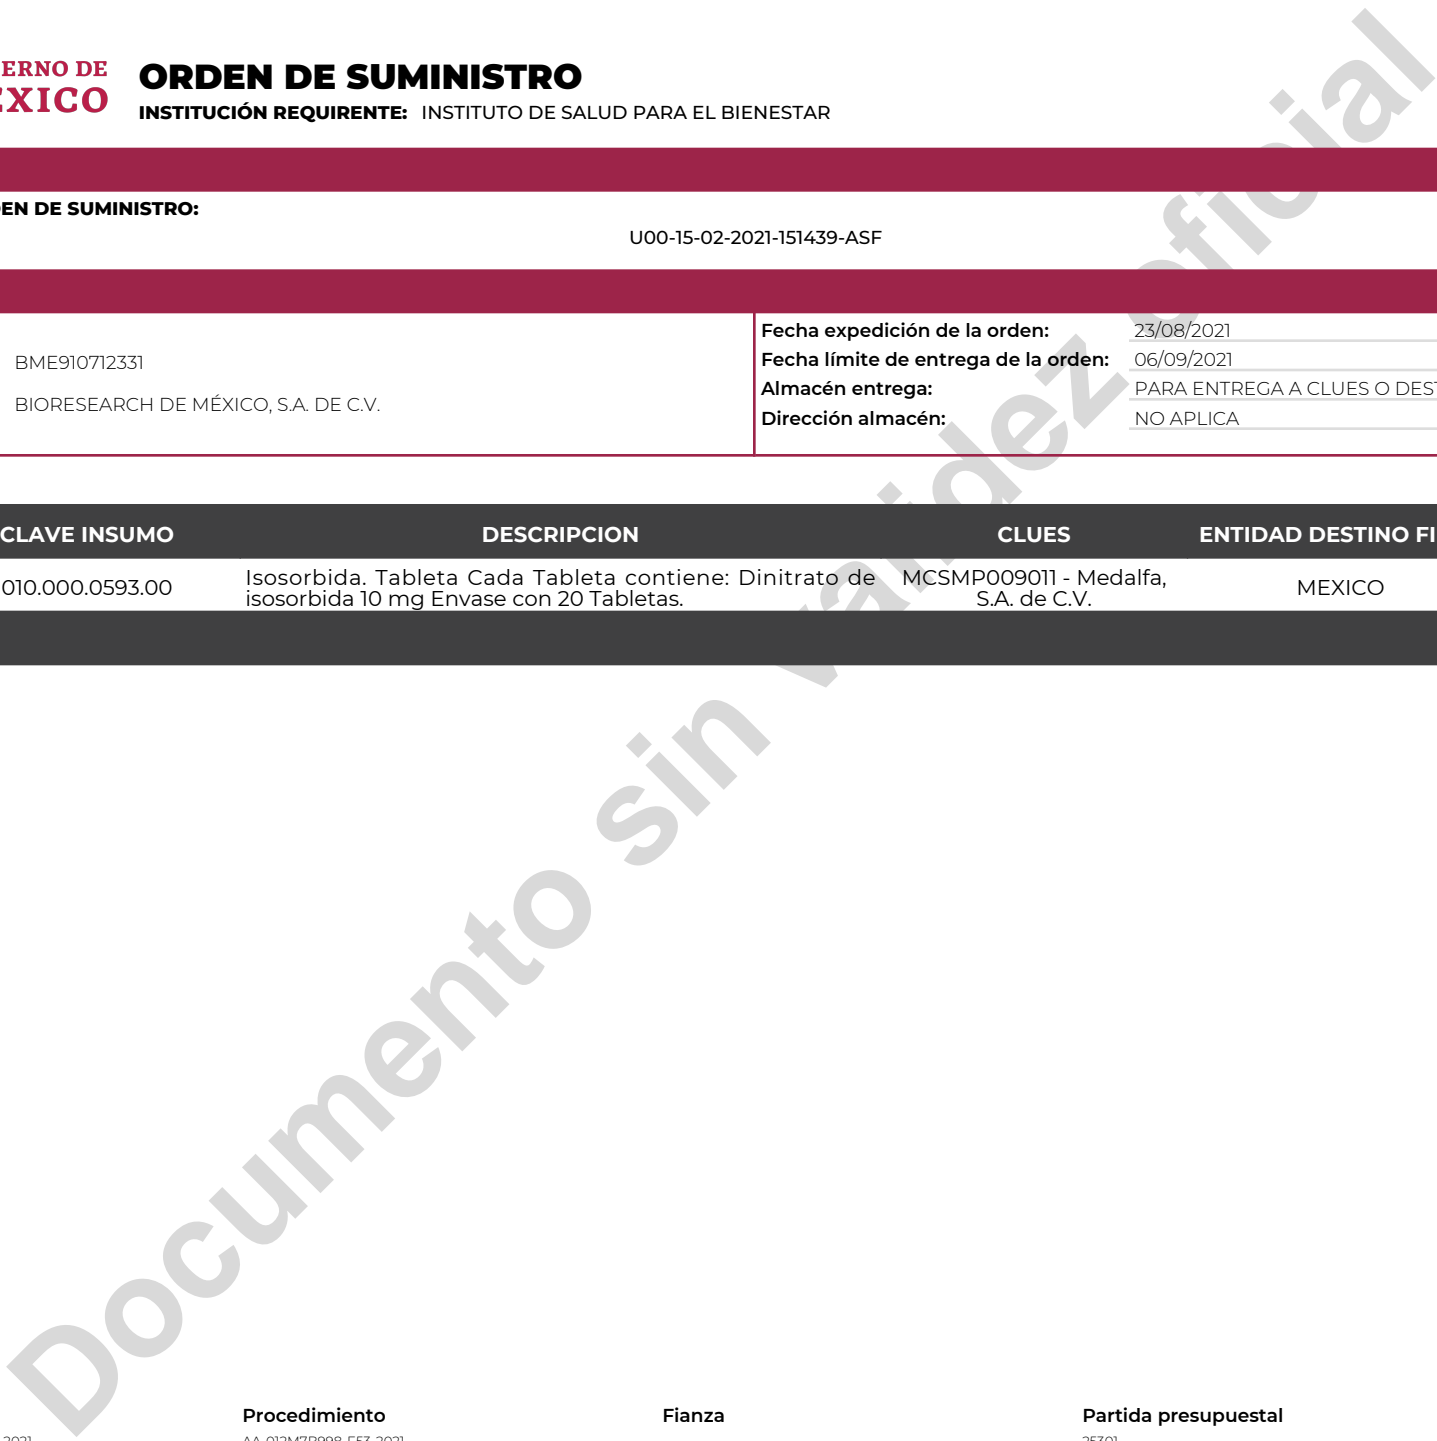 ERNO DE
EXICO
ORDEN DE SUMINISTRO
INSTITUCIÓN REQUIRENTE: INSTITUTO DE SALUD PARA EL BIENESTAR
EN DE SUMINISTRO:
U00-15-02-2021-151439-ASF
BME910712331
BIORESEARCH DE MÉXICO, S.A. DE C.V.
Fecha expedición de la orden: 23/08/2021
Fecha límite de entrega de la orden: 06/09/2021
Almacén entrega: PARA ENTREGA A CLUES O DEST
Dirección almacén: NO APLICA
CLAVE INSUMO DESCRIPCION CLUES ENTIDAD DESTINO FI
010.000.0593.00 Isosorbida. Tableta Cada Tableta contiene: Dinitrato de isosorbida 10 mg Envase con 20 Tabletas. MCSMP009011 - Medalfa, S.A. de C.V. MEXICO
Documento sin validez oficial
Procedimiento Fianza Partida presupuestal